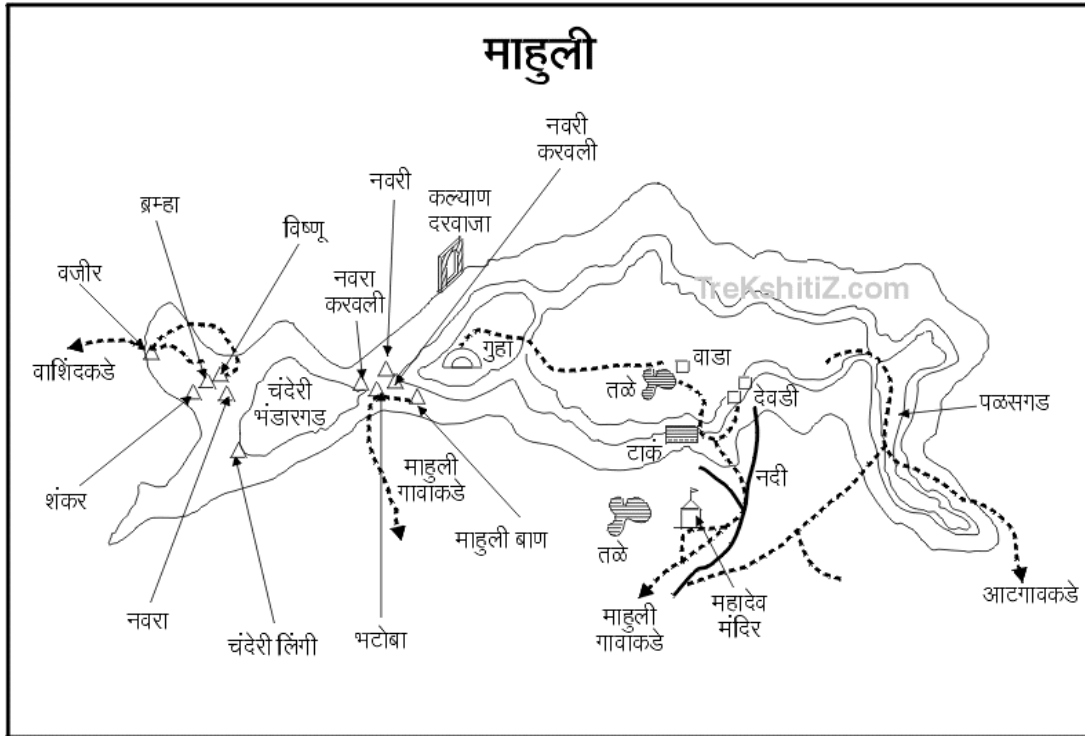 माहुली
नवरी
करवली
नवरी
कल्याण
दरवाजा
ब्रम्हा
विष्णू
वजीर
नवरा
करवली
TreKshitiZ.com
वाशिंदकडे
गुहा
वाडा
तळे
देवडी
चंदेरी
भंडारगड
पळसगड
टाकं
माहुली
गावाकडे
नदी
शंकर
माहुली बाण
तळे
आटगावकडे
महादेव
मंदिर
माहुली
गावाकडे
नवरा
चंदेरी लिंगी
भटोबा